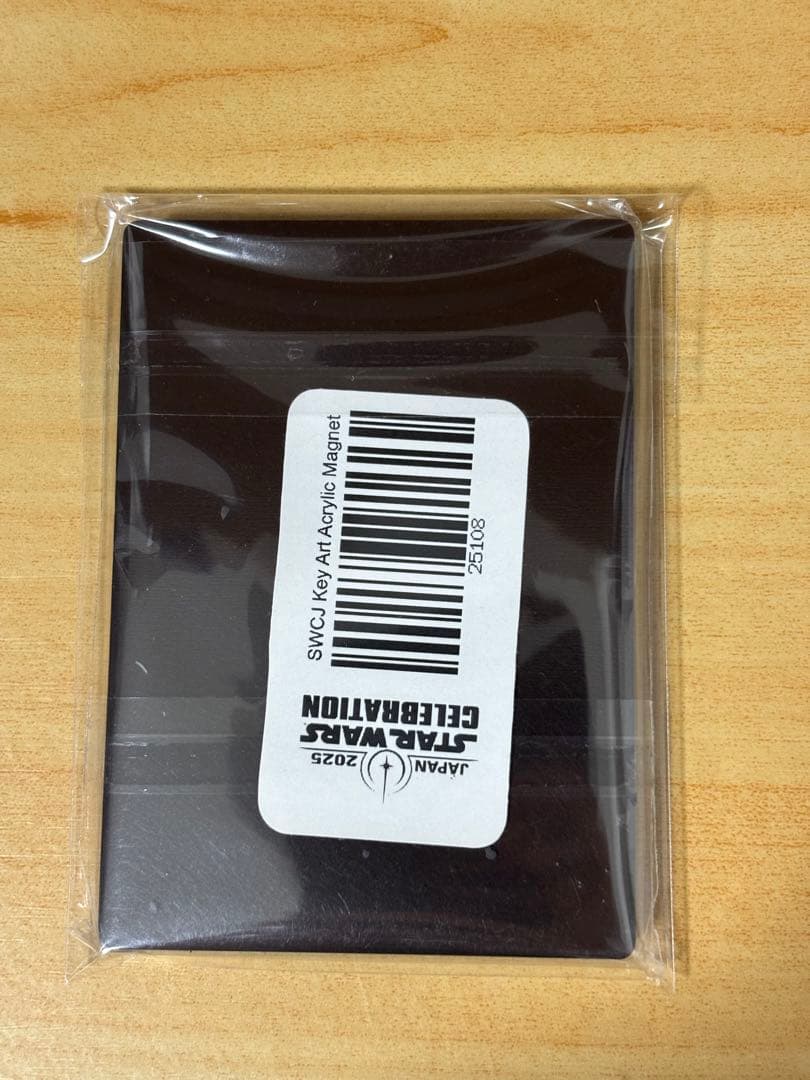 SWCJ Key Art Acrylic Magnet
25108
JAPAN 2025
STAR WARS
CELEBRATION